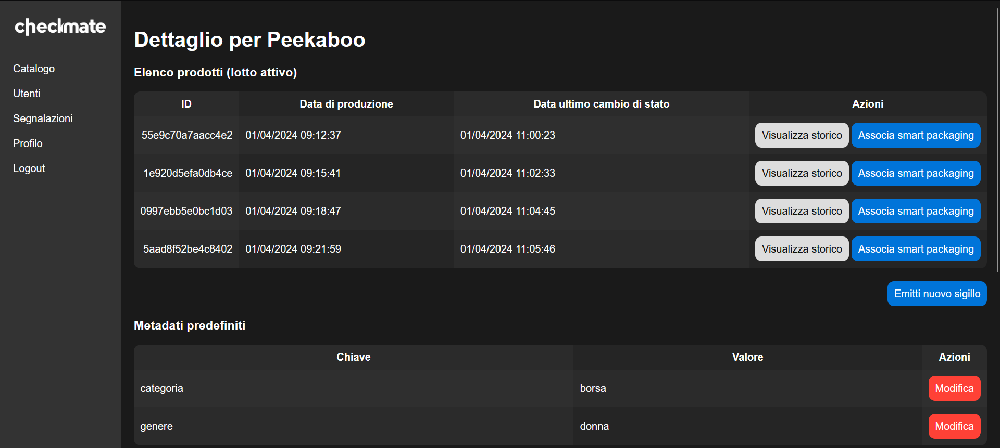 checkmate
Catalogo
Utenti
Segnalazioni
Profilo
Logout
Dettaglio per Peekaboo
Elenco prodotti (lotto attivo)
ID Data di produzione Data ultimo cambio di stato Azioni
55e9c70a7aacc4e2 01/04/2024 09:12:37 01/04/2024 11:00:23 Visualizza storico Associa smart packaging
1e920d5efa0db4ce 01/04/2024 09:15:41 01/04/2024 11:02:33 Visualizza storico Associa smart packaging
0997ebb5e0bc1d03 01/04/2024 09:18:47 01/04/2024 11:04:45 Visualizza storico Associa smart packaging
5aad8f52be4c8402 01/04/2024 09:21:59 01/04/2024 11:05:46 Visualizza storico Associa smart packaging
Emitti nuovo sigillo
Metadati predefiniti
Chiave Valore Azioni
categoria borsa Modifica
genere donna Modifica